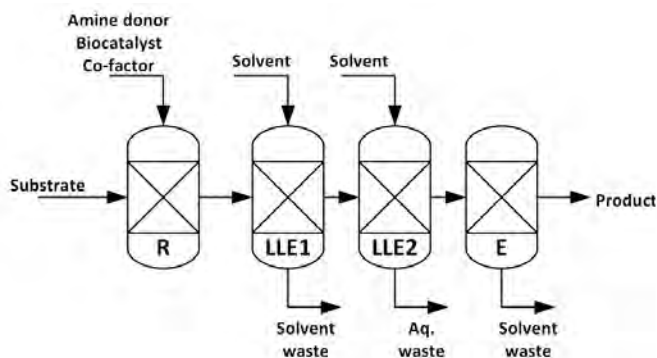 Amine donor
Biocatalyst
Co-factor
Solvent
Solvent
Substrate
Product
R
LLE1
LLE2
E
Solvent
waste
Aq.
waste
Solvent
waste